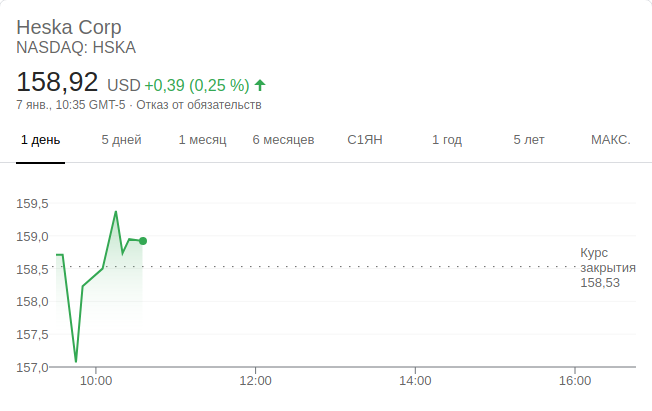 Heska Corp
NASDAQ: HSKA
158,92 USD +0,39 (0,25 %)
7 янв., 10:35 GMT-5 · Отказ от обязательств
1 день 5 дней 1 месяц 6 месяцев С1ЯН 1 год 5 лет МАКС.
159,5
159,0
158,5
158,0
157,5
157,0
Курс
закрытия
158,53
10:00 12:00 14:00 16:00